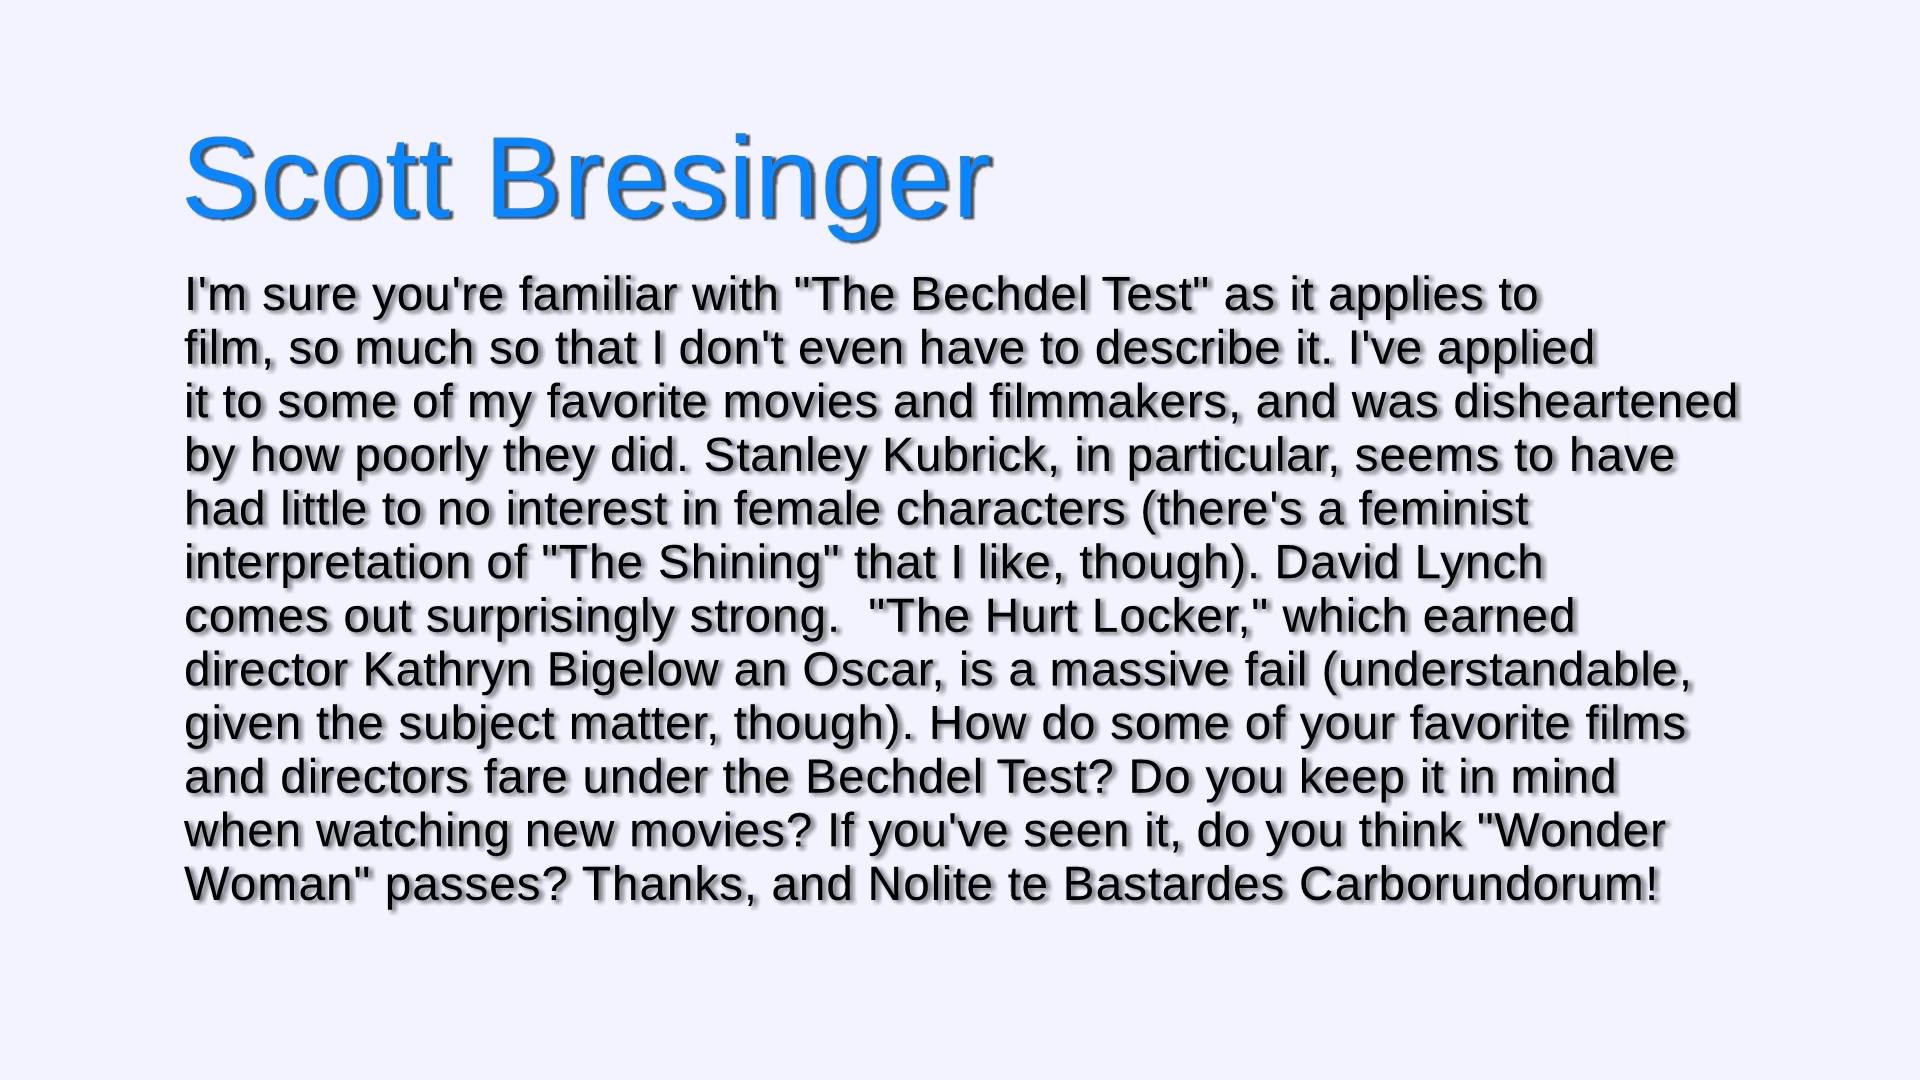 Scott Bresinger
I'm sure you're familiar with "The Bechdel Test" as it applies to
film, so much so that I don't even have to describe it. I've applied
it to some of my favorite movies and filmmakers, and was disheartened
by how poorly they did. Stanley Kubrick, in particular, seems to have
had little to no interest in female characters (there's a feminist
interpretation of "The Shining" that I like, though). David Lynch
comes out surprisingly strong.  "The Hurt Locker," which earned
director Kathryn Bigelow an Oscar, is a massive fail (understandable,
given the subject matter, though). How do some of your favorite films
and directors fare under the Bechdel Test? Do you keep it in mind
when watching new movies? If you've seen it, do you think "Wonder
Woman" passes? Thanks, and Nolite te Bastardes Carborundorum!